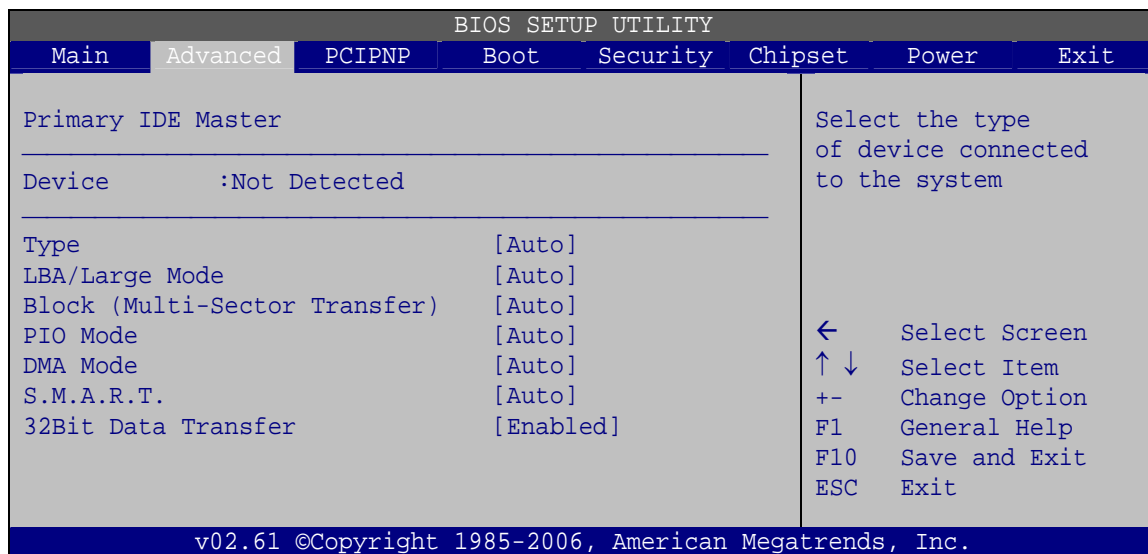 BIOS SETUP UTILITY
Main Advanced PCIPNP Boot Security Chipset Power Exit
Primary IDE Master
Device :Not Detected
Type [Auto]
LBA/Large Mode [Auto]
Block (Multi-Sector Transfer) [Auto]
PIO Mode [Auto]
DMA Mode [Auto]
S.M.A.R.T. [Auto]
32Bit Data Transfer [Enabled]
Select the type
of device connected
to the system
← Select Screen
↑ ↓ Select Item
+- Change Option
F1 General Help
F10 Save and Exit
ESC Exit
v02.61 ©Copyright 1985-2006, American Megatrends, Inc.